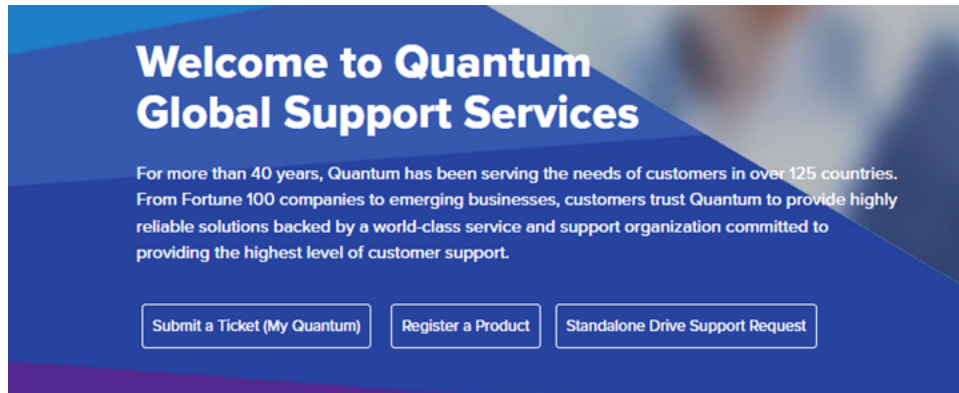 Welcome to Quantum
Global Support Services
For more than 40 years, Quantum has been serving the needs of customers in over 125 countries.
From Fortune 100 companies to emerging businesses, customers trust Quantum to provide highly
reliable solutions backed by a world-class service and support organization committed to
providing the highest level of customer support.
Submit a Ticket (My Quantum)
Register a Product
Standalone Drive Support Request